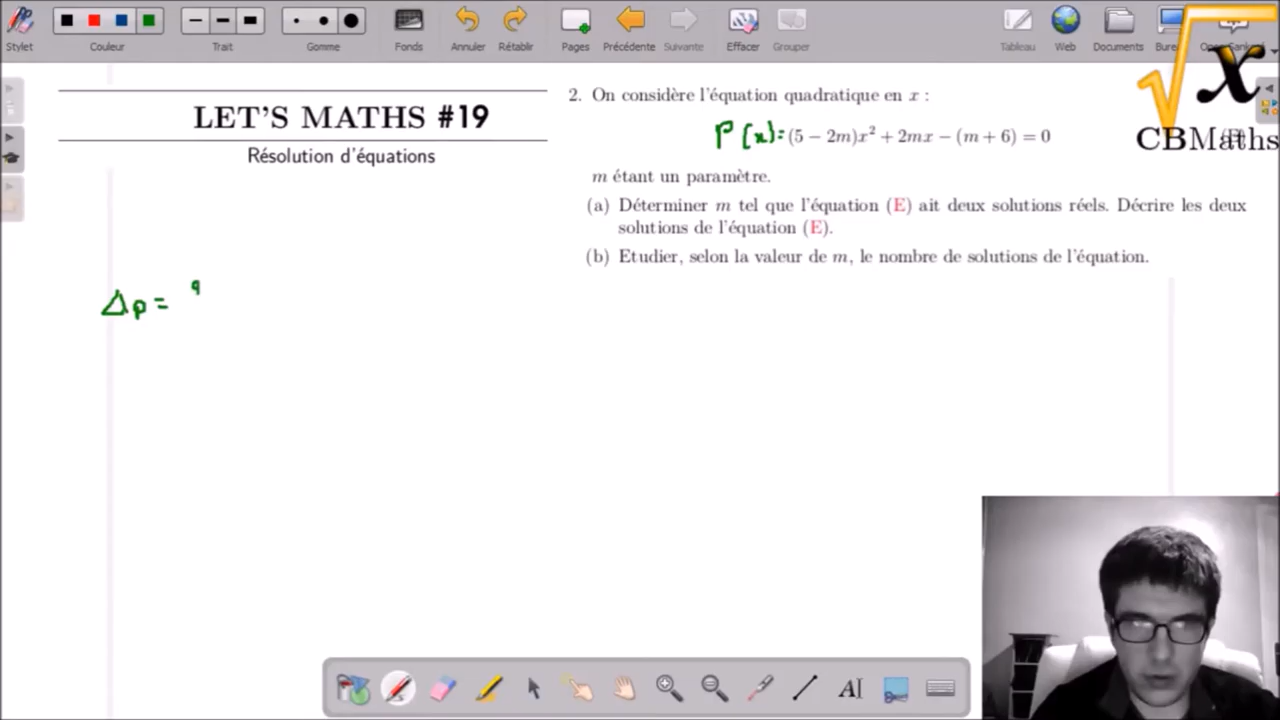 Stylet
Couleur
Trait
Gomme
Fonds
Annuler
Rétablir
Pages
Précédente
Suivante
Effacer
Grouper
Tableau
Web
Documents
LET'S MATHS #19
Résolution d'équations
2. On considère l'équation quadratique en x :
P(x)= (5 − 2m)x² + 2mx − (m + 6) = 0
m étant un paramètre.
(a) Déterminer m tel que l'équation (E) ait deux solutions réels. Décrire les deux
solutions de l'équation (E).
(b) Etudier, selon la valeur de m, le nombre de solutions de l'équation.
x
CBMaths
Δp =
AI